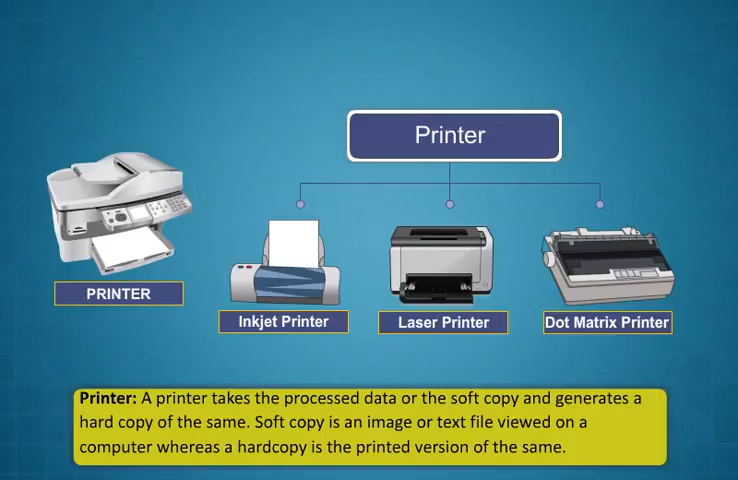 Printer
PRINTER
Inkjet Printer
Laser Printer
Dot Matrix Printer
Printer: A printer takes the processed data or the soft copy and generates a
hard copy of the same. Soft copy is an image or text file viewed on a
computer whereas a hardcopy is the printed version of the same.